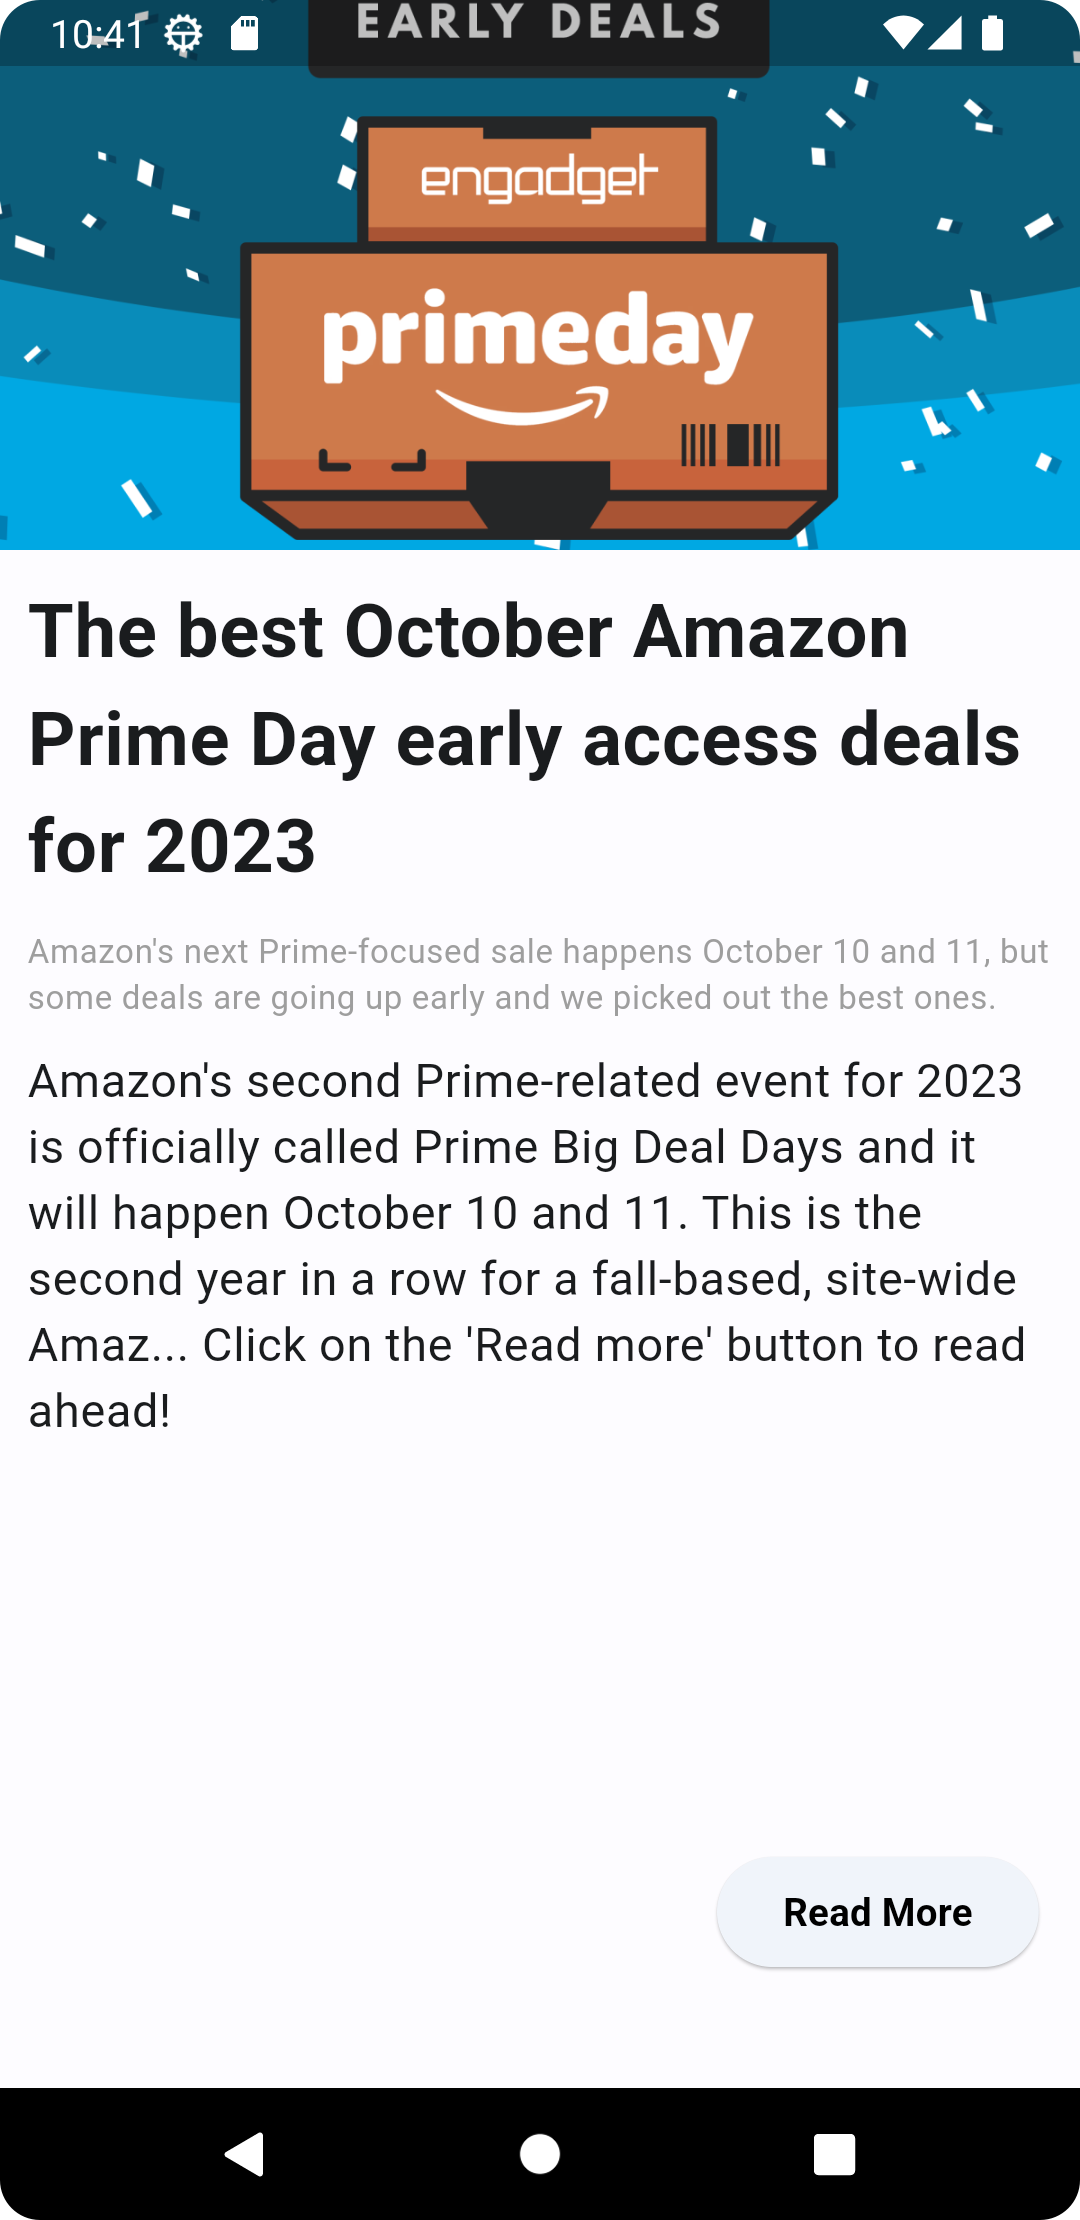 10:41
EARLY DEALS
engadget
primeday
The best October Amazon
Prime Day early access deals
for 2023
Amazon's next Prime-focused sale happens October 10 and 11, but
some deals are going up early and we picked out the best ones.
Amazon's second Prime-related event for 2023
is officially called Prime Big Deal Days and it
will happen October 10 and 11. This is the
second year in a row for a fall-based, site-wide
Amaz... Click on the 'Read more' button to read
ahead!
Read More